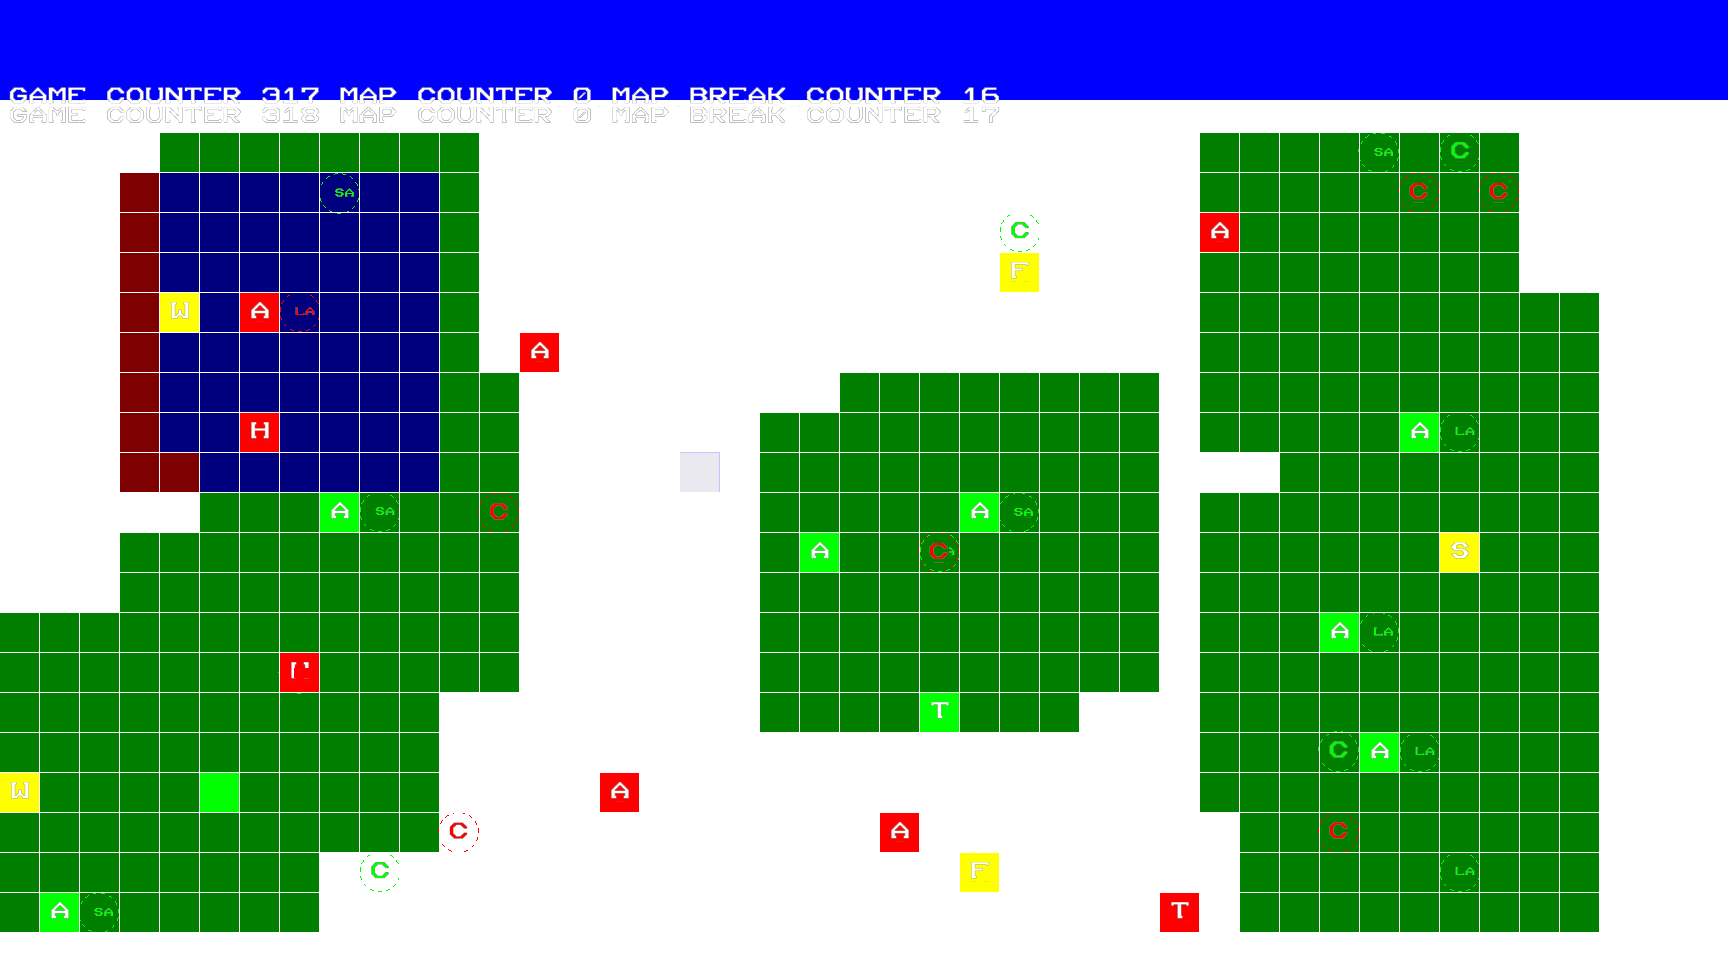 GAME COUNTER 317 MAP COUNTER 0 MAP BREAK COUNTER 16
GAME COUNTER 318 MAP COUNTER 0 MAP BREAK COUNTER 17
SA C
SA C C
C A
F
W A LA
A
H A LA
A SA C A SA
A C S
A LA
T
C A LA
W A
C A C
C F LA
A SA T